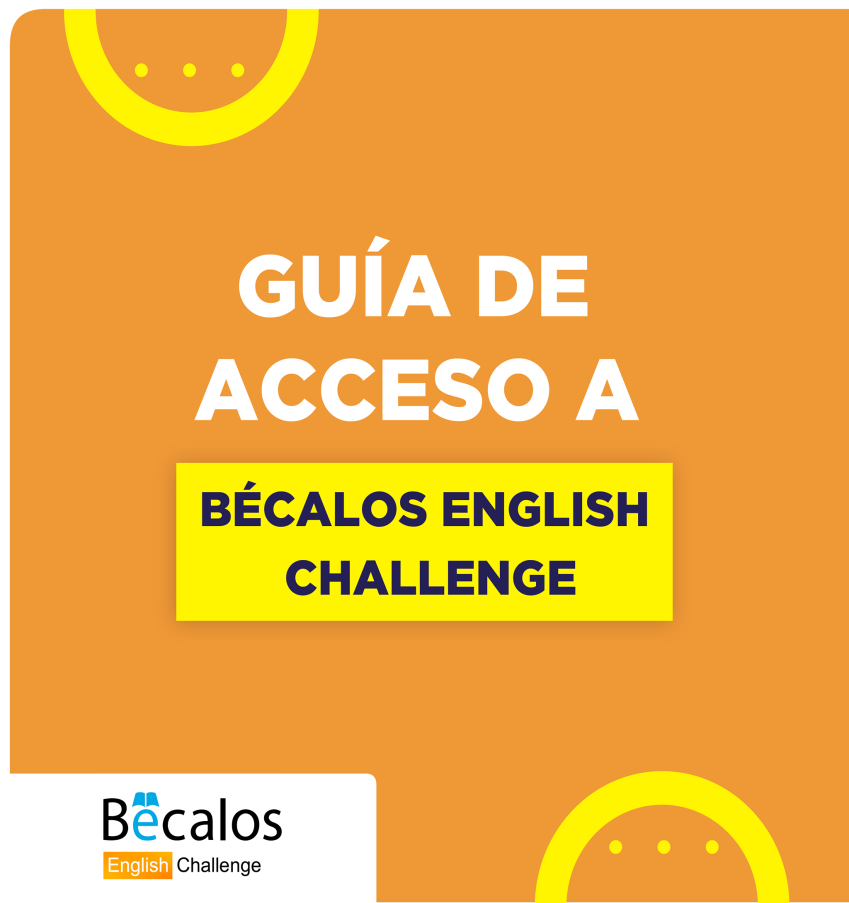 GUÍA DE
ACCESO A
BÉCALOS ENGLISH
CHALLENGE
Bécalos
English Challenge